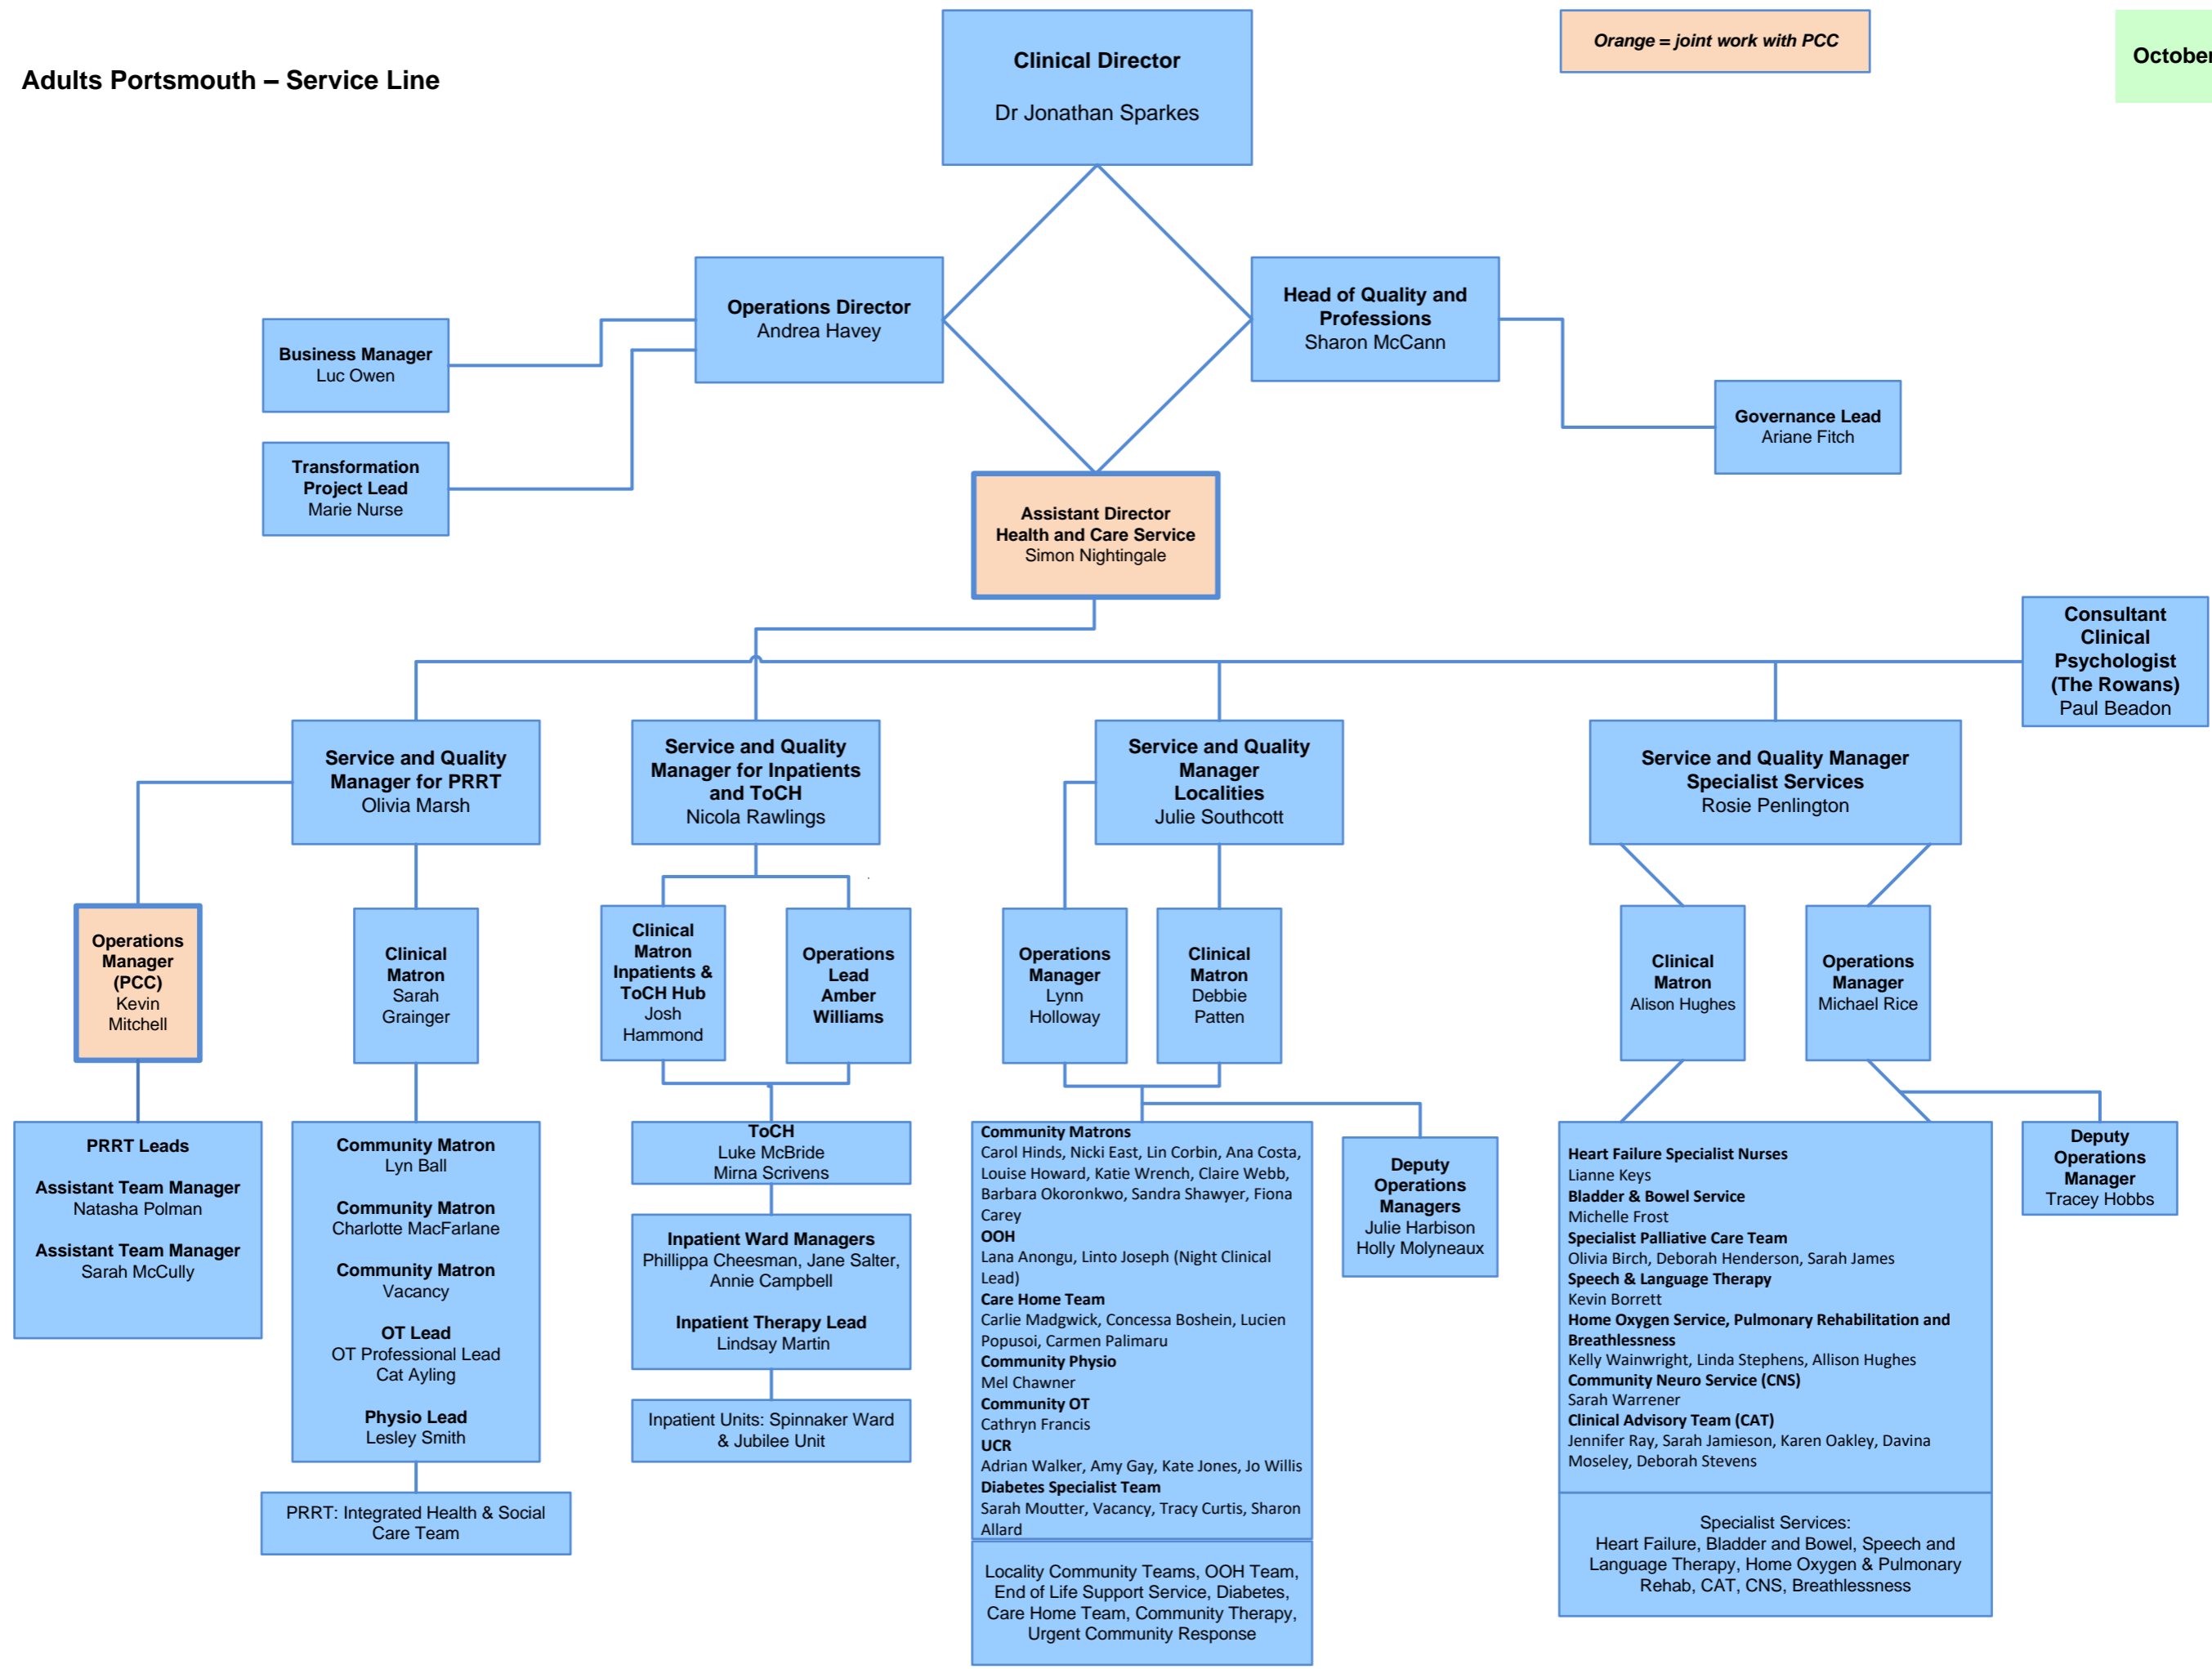 Adults Portsmouth – Service Line
Clinical Director
Dr Jonathan Sparkes
Orange = joint work with PCC
October
Operations Director
Andrea Havey
Head of Quality and
Professions
Sharon McCann
Business Manager
Luc Owen
Transformation
Project Lead
Marie Nurse
Governance Lead
Ariane Fitch
Assistant Director
Health and Care Service
Simon Nightingale
Consultant
Clinical
Psychologist
(The Rowans)
Paul Beadon
Service and Quality
Manager for PRRT
Olivia Marsh
Service and Quality
Manager for Inpatients
and ToCH
Nicola Rawlings
Service and Quality
Manager
Localities
Julie Southcott
Service and Quality Manager
Specialist Services
Rosie Penlington
Operations
Manager
(PCC)
Kevin
Mitchell
Clinical
Matron
Sarah
Grainger
Clinical
Matron
Inpatients &
ToCH Hub
Josh
Hammond
Operations
Lead
Amber
Williams
Operations
Manager
Lynn
Holloway
Clinical
Matron
Debbie
Patten
Clinical
Matron
Alison Hughes
Operations
Manager
Michael Rice
PRRT Leads
Assistant Team Manager
Natasha Polman
Assistant Team Manager
Sarah McCully
Community Matron
Lyn Ball
Community Matron
Charlotte MacFarlane
Community Matron
Vacancy
OT Lead
OT Professional Lead
Cat Ayling
Physio Lead
Lesley Smith
PRRT: Integrated Health & Social
Care Team
ToCH
Luke McBride
Mirna Scrivens
Inpatient Ward Managers
Phillippa Cheesman, Jane Salter,
Annie Campbell
Inpatient Therapy Lead
Lindsay Martin
Inpatient Units: Spinnaker Ward
& Jubilee Unit
Community Matrons
Carol Hinds, Nicki East, Lin Corbin, Ana Costa,
Louise Howard, Katie Wrench, Claire Webb,
Barbara Okoronkwo, Sandra Shawyer, Fiona
Carey
OOH
Lana Anongu, Linto Joseph (Night Clinical
Lead)
Care Home Team
Carlie Madgwick, Concessa Boshein, Lucien
Popusoi, Carmen Palimaru
Community Physio
Mel Chawner
Community OT
Cathryn Francis
UCR
Adrian Walker, Amy Gay, Kate Jones, Jo Willis
Diabetes Specialist Team
Sarah Moutter, Vacancy, Tracy Curtis, Sharon
Allard
Locality Community Teams, OOH Team,
End of Life Support Service, Diabetes,
Care Home Team, Community Therapy,
Urgent Community Response
Deputy
Operations
Managers
Julie Harbison
Holly Molyneaux
Heart Failure Specialist Nurses
Lianne Keys
Bladder & Bowel Service
Michelle Frost
Specialist Palliative Care Team
Olivia Birch, Deborah Henderson, Sarah James
Speech & Language Therapy
Kevin Borrett
Home Oxygen Service, Pulmonary Rehabilitation and
Breathlessness
Kelly Wainwright, Linda Stephens, Allison Hughes
Community Neuro Service (CNS)
Sarah Warrener
Clinical Advisory Team (CAT)
Jennifer Ray, Sarah Jamieson, Karen Oakley, Davina
Moseley, Deborah Stevens
Specialist Services:
Heart Failure, Bladder and Bowel, Speech and
Language Therapy, Home Oxygen & Pulmonary
Rehab, CAT, CNS, Breathlessness
Deputy
Operations
Manager
Tracey Hobbs